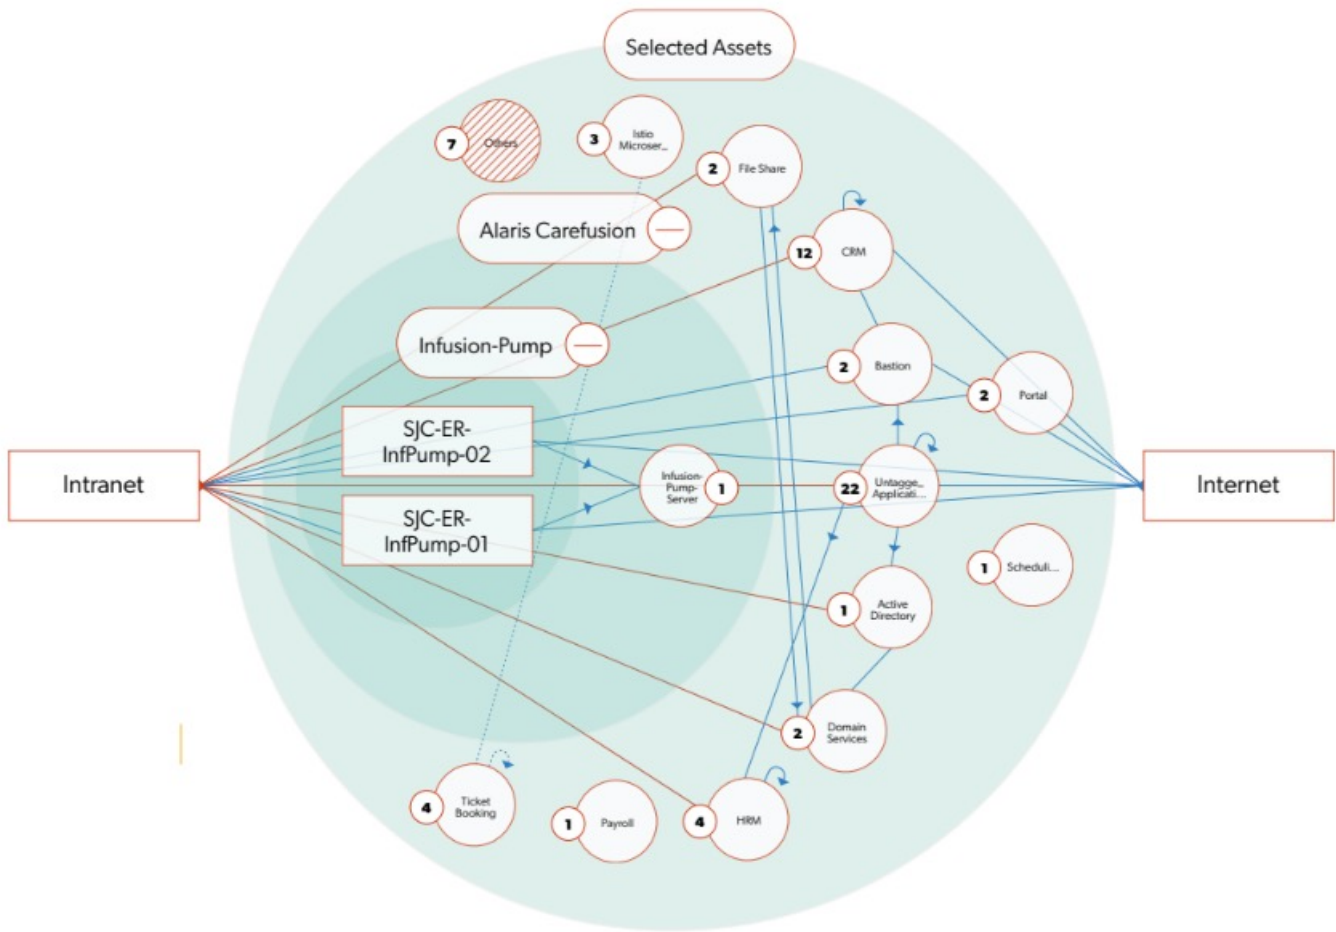 Selected Assets
7
Others
3
Istio
Microser...
2
File Share
Alaris Carefusion
12
CRM
Infusion-Pump
2
Bastion
2
Portal
SJC-ER-
InfPump-02
Intranet
Infusion-
Pump-
Server
1
22
Untagge...
Applicati...
Internet
SJC-ER-
InfPump-01
1
Scheduli...
1
Active
Directory
2
Domain
Services
4
Ticket
Booking
1
Payroll
4
HRM